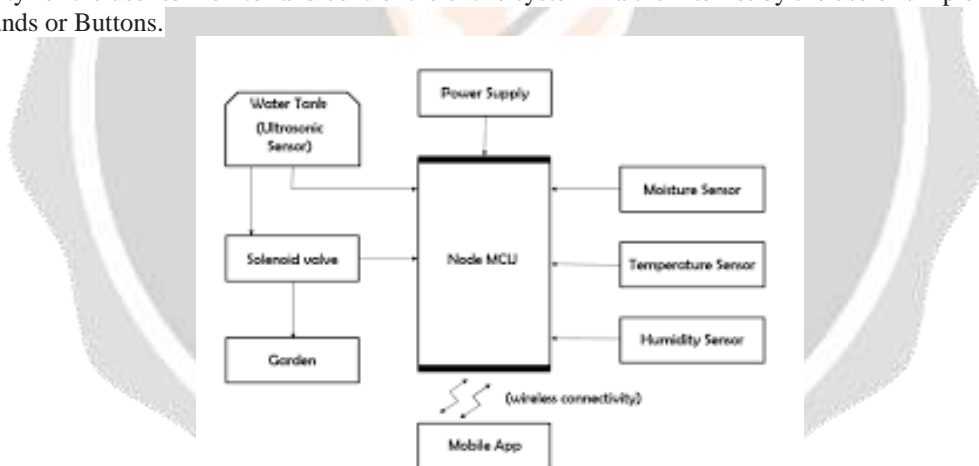 unds or Buttons.
Power Supply
Water Tank
(Ultrasonic
Sensor)
Moisture Sensor
Solenoid valve
Node MCU
Temperature Sensor
Garden
Humidity Sensor
(wireless connectivity)
Mobile App